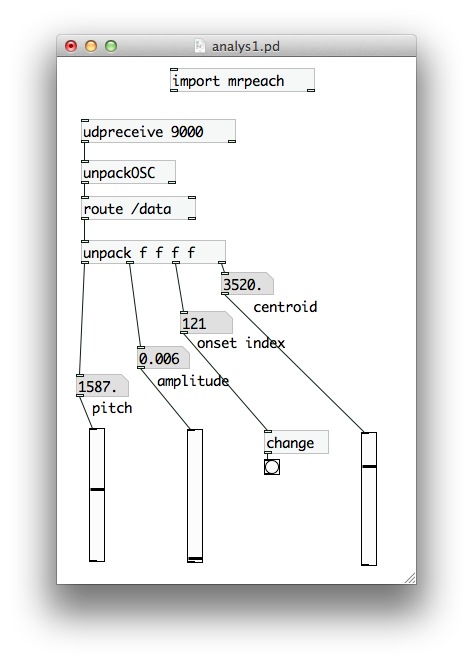 analys1.pd
import mrpeach
udpreceive 9000
unpackOSC
route /data
unpack f f f f
3520.
centroid
121
onset index
0.006
amplitude
1587.
pitch
change